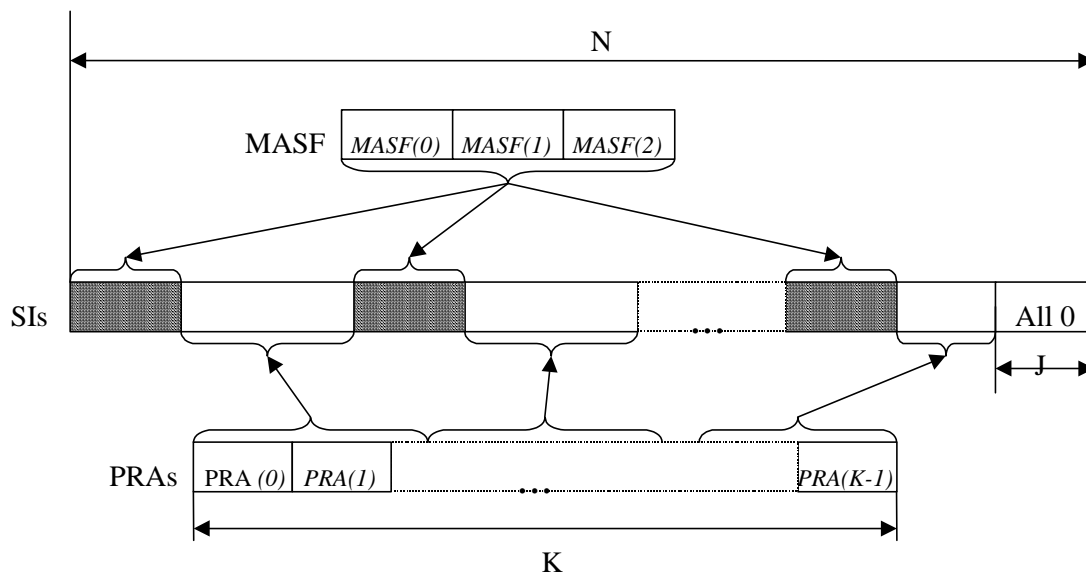 N
MASF
MASF(0) MASF(1) MASF(2)
SIs
... All 0
J
PRAs
PRA (0) PRA(1) ... PRA(K-1)
K